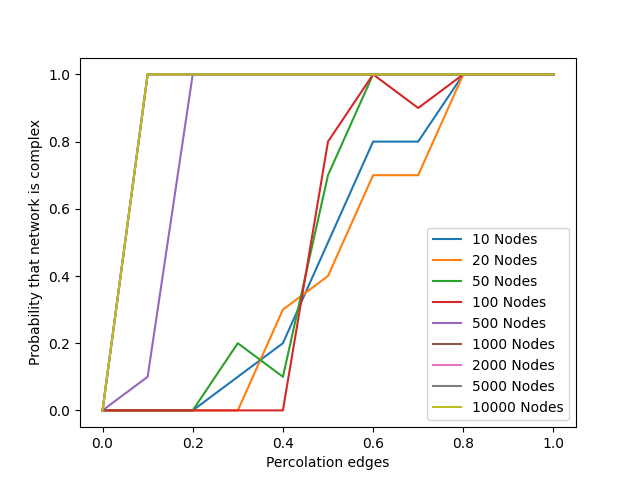 Probability that network is complex
1.0
0.8
0.6
0.4
0.2
0.0
0.0 0.2 0.4 0.6 0.8 1.0
Percolation edges
10 Nodes
20 Nodes
50 Nodes
100 Nodes
500 Nodes
1000 Nodes
2000 Nodes
5000 Nodes
10000 Nodes